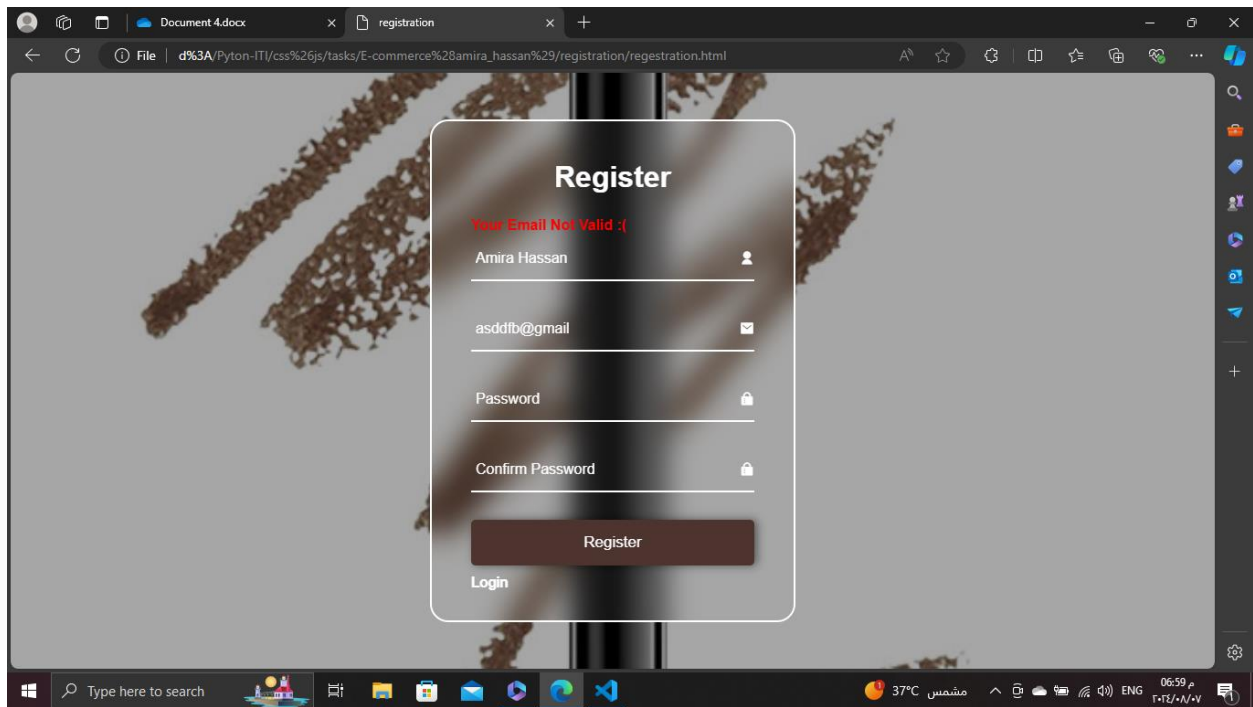 Document 4.docx
registration
File
d%3A/Pyton-ITI/css%26js/tasks/E-commerce%28amira_hassan%29/registration/regestration.html
Register
Your Email Not Valid :(
Amira Hassan
asddfb@gmail
Password
Confirm Password
Register
Login
Type here to search
1
37°C مشمس
ENG
06:59 م
٢٠٢٤/٠٨/٠٧
1